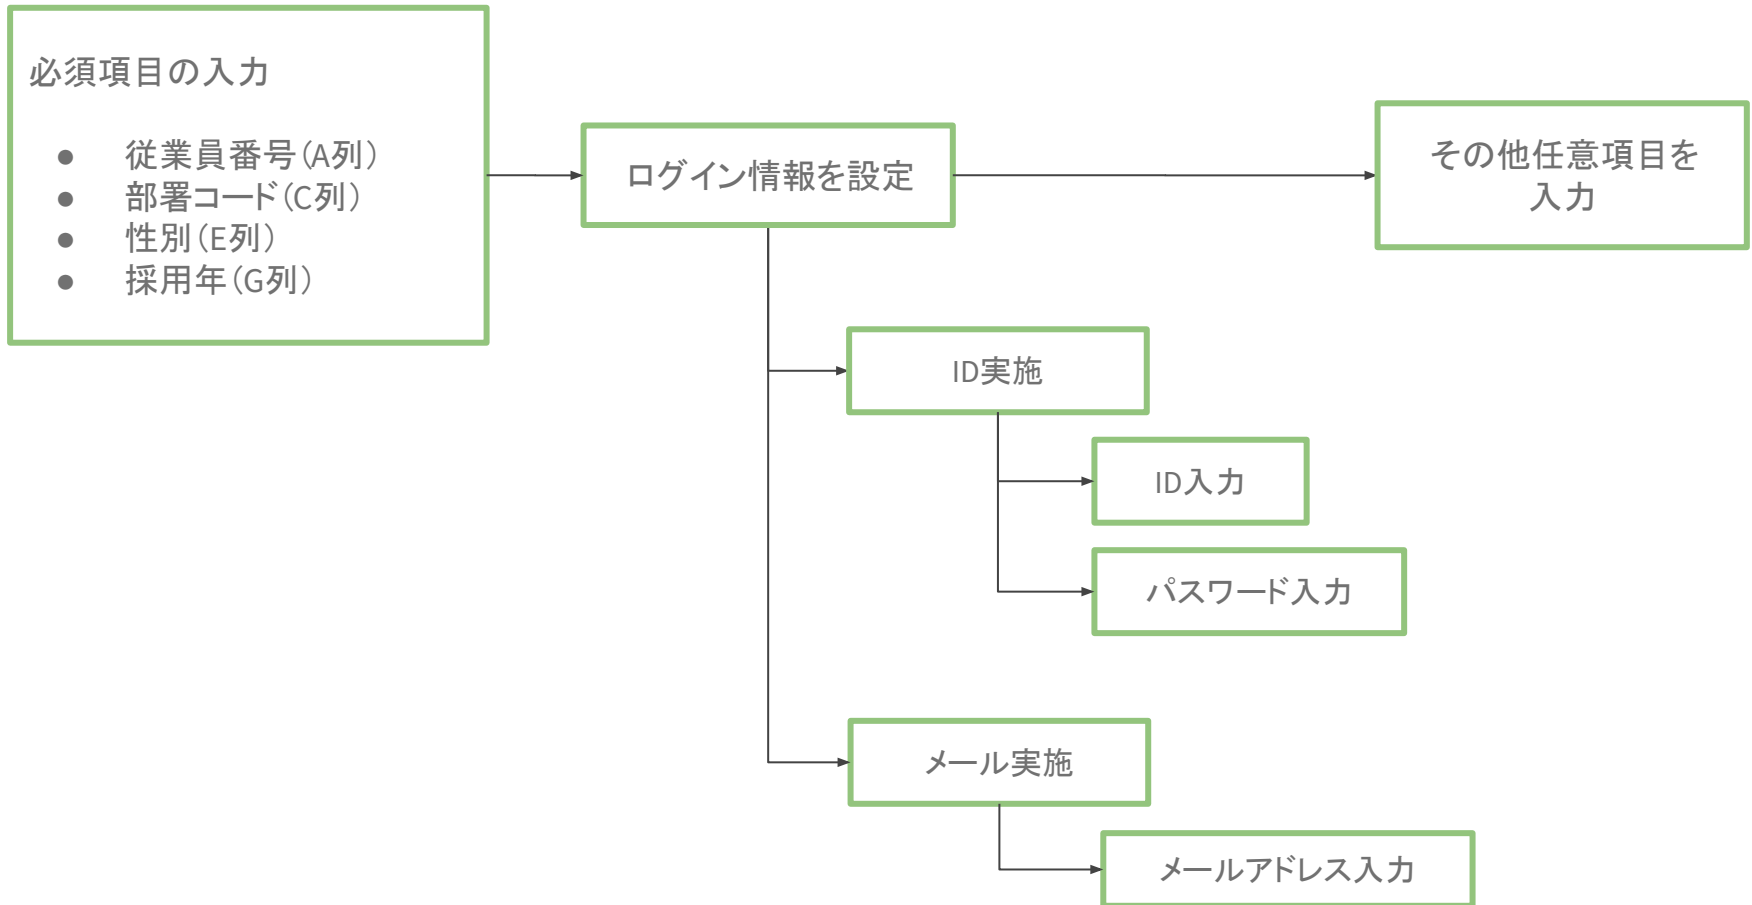 必須項目の入力
● 従業員番号（A列）
● 部署コード（C列）
● 性別（E列）
● 採用年（G列）
ログイン情報を設定
その他任意項目を
入力
ID実施
ID入力
パスワード入力
メール実施
メールアドレス入力